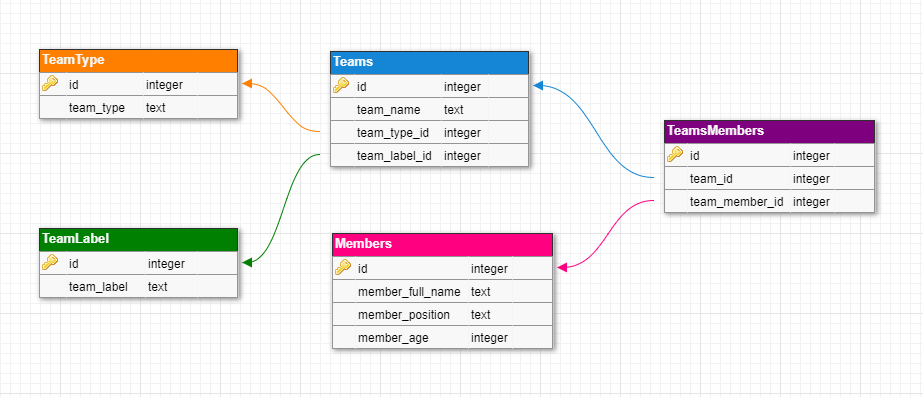 TeamType
id integer
team_type text
Teams
id integer
team_name text
team_type_id integer
team_label_id integer
TeamsMembers
id integer
team_id integer
team_member_id integer
TeamLabel
id integer
team_label text
Members
id integer
member_full_name text
member_position text
member_age integer